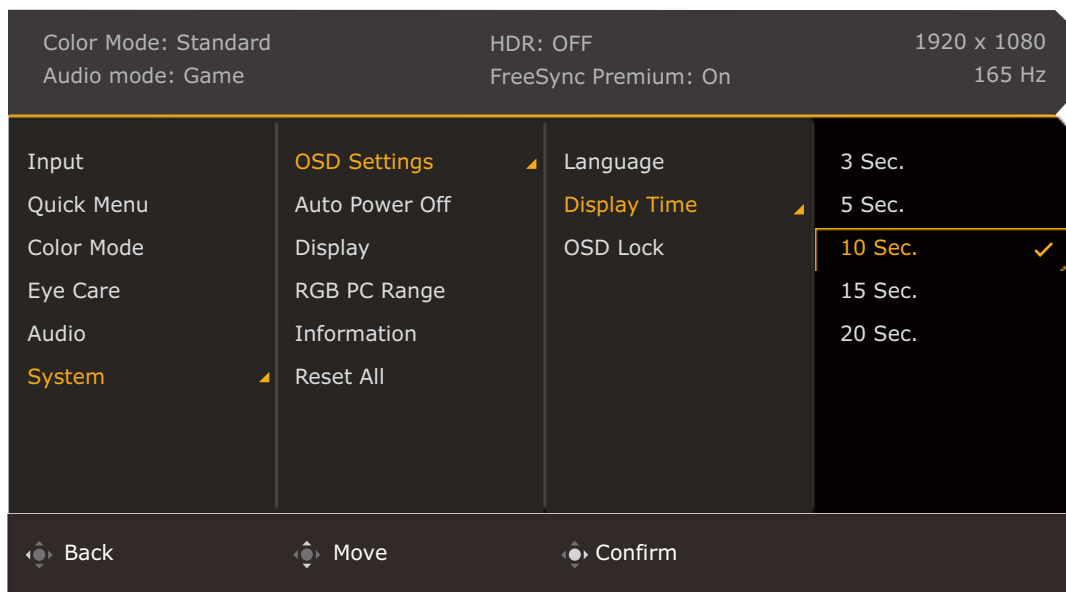 Color Mode: Standard
HDR: OFF
1920 x 1080
Audio mode: Game
FreeSync Premium: On
165 Hz
Input
Quick Menu
Color Mode
Eye Care
Audio
System
OSD Settings
Auto Power Off
Display
RGB PC Range
Information
Reset All
Language
Display Time
OSD Lock
3 Sec.
5 Sec.
10 Sec.
15 Sec.
20 Sec.
Back
Move
Confirm